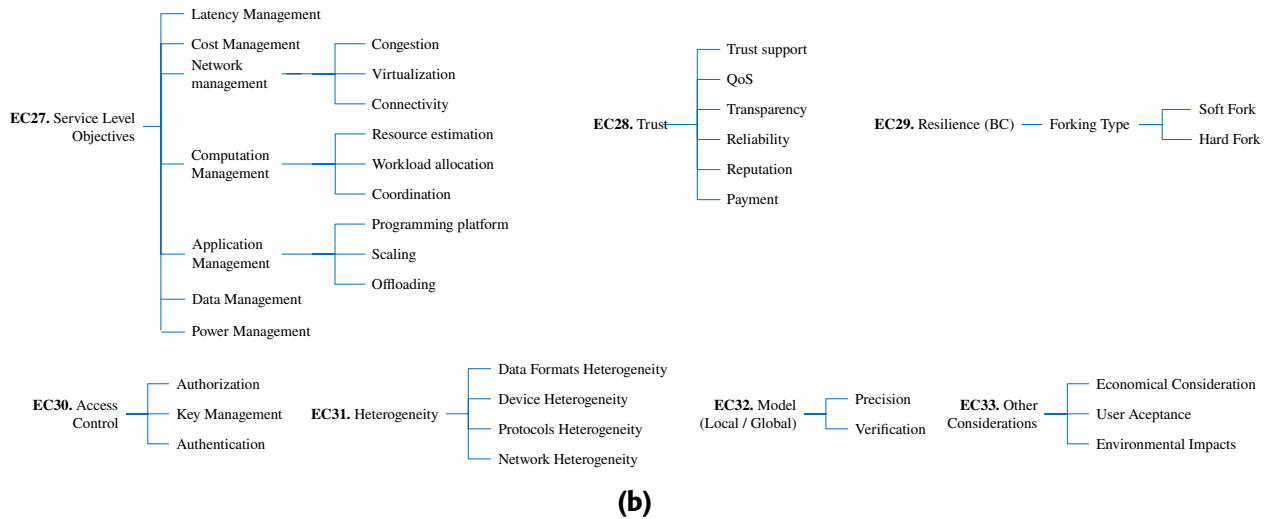 Latency Management
Cost Management
Network
management
Congestion
Virtualization
Connectivity
EC27. Service Level
Objectives
Computation
Management
Resource estimation
Workload allocation
Coordination
Application
Management
Programming platform
Scaling
Offloading
Data Management
Power Management
EC28. Trust
Trust support
QoS
Transparency
Reliability
Reputation
Payment
EC29. Resilience (BC)
Forking Type
Soft Fork
Hard Fork
EC30. Access
Control
Authorization
Key Management
Authentication
EC31. Heterogeneity
Data Formats Heterogeneity
Device Heterogeneity
Protocols Heterogeneity
Network Heterogeneity
EC32. Model
(Local / Global)
Precision
Verification
EC33. Other
Considerations
Economical Consideration
User Aceptance
Environmental Impacts
(b)